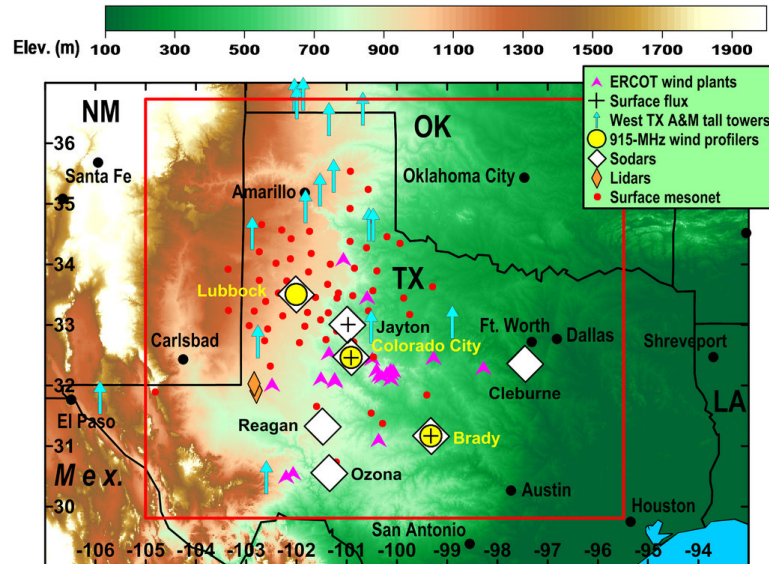 Elev. (m)
100 300 500 700 900 1100 1300 1500 1700 1900
ERCOT wind plants
Surface flux
West TX A&M tall towers
915-MHz wind profilers
Sodars
Lidars
Surface mesonet
NM
OK
TX
LA
Mex.
36
35
34
33
32
31
30
Santa Fe
Amarillo
Oklahoma City
Lubbock
Jayton
Colorado City
Ft. Worth
Dallas
Shreveport
Carlsbad
Cleburne
El Paso
Reagan
Brady
Ozona
Austin
Houston
San Antonio
-106 -105 -104 -103 -102 -101 -100 -99 -98 -97 -96 -95 -94